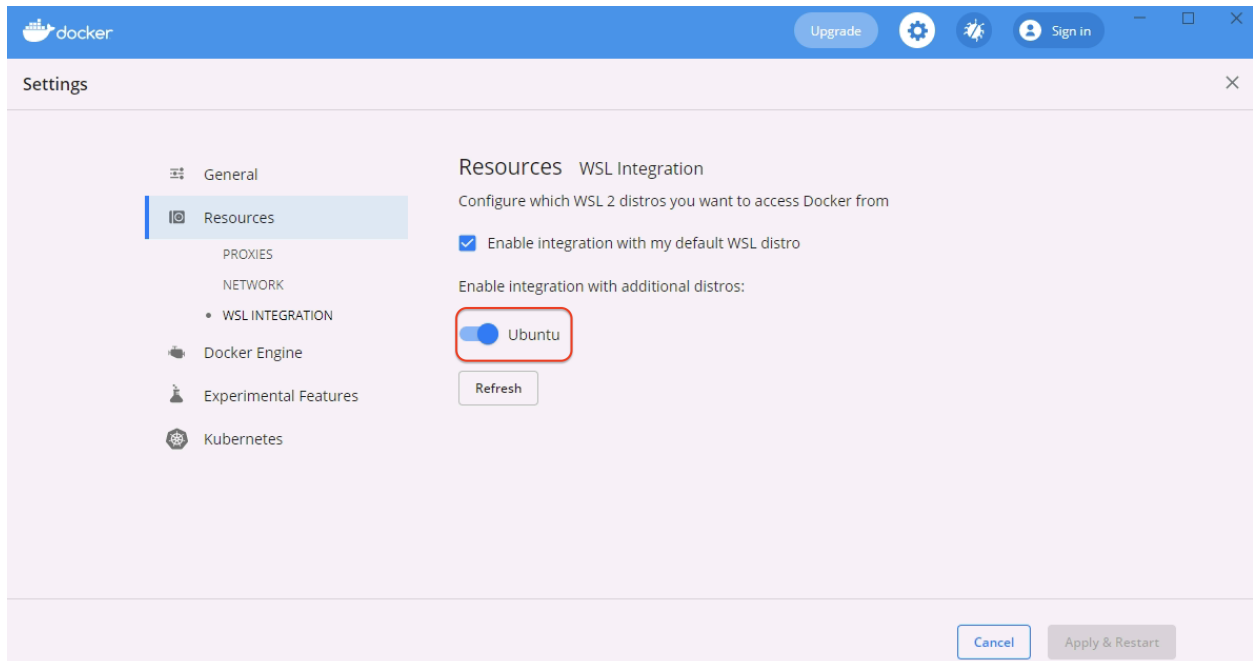 docker
Upgrade
Sign in
Settings
General
Resources
PROXIES
NETWORK
WSL INTEGRATION
Docker Engine
Experimental Features
Kubernetes
Resources WSL Integration
Configure which WSL 2 distros you want to access Docker from
Enable integration with my default WSL distro
Enable integration with additional distros:
Ubuntu
Refresh
Cancel
Apply & Restart